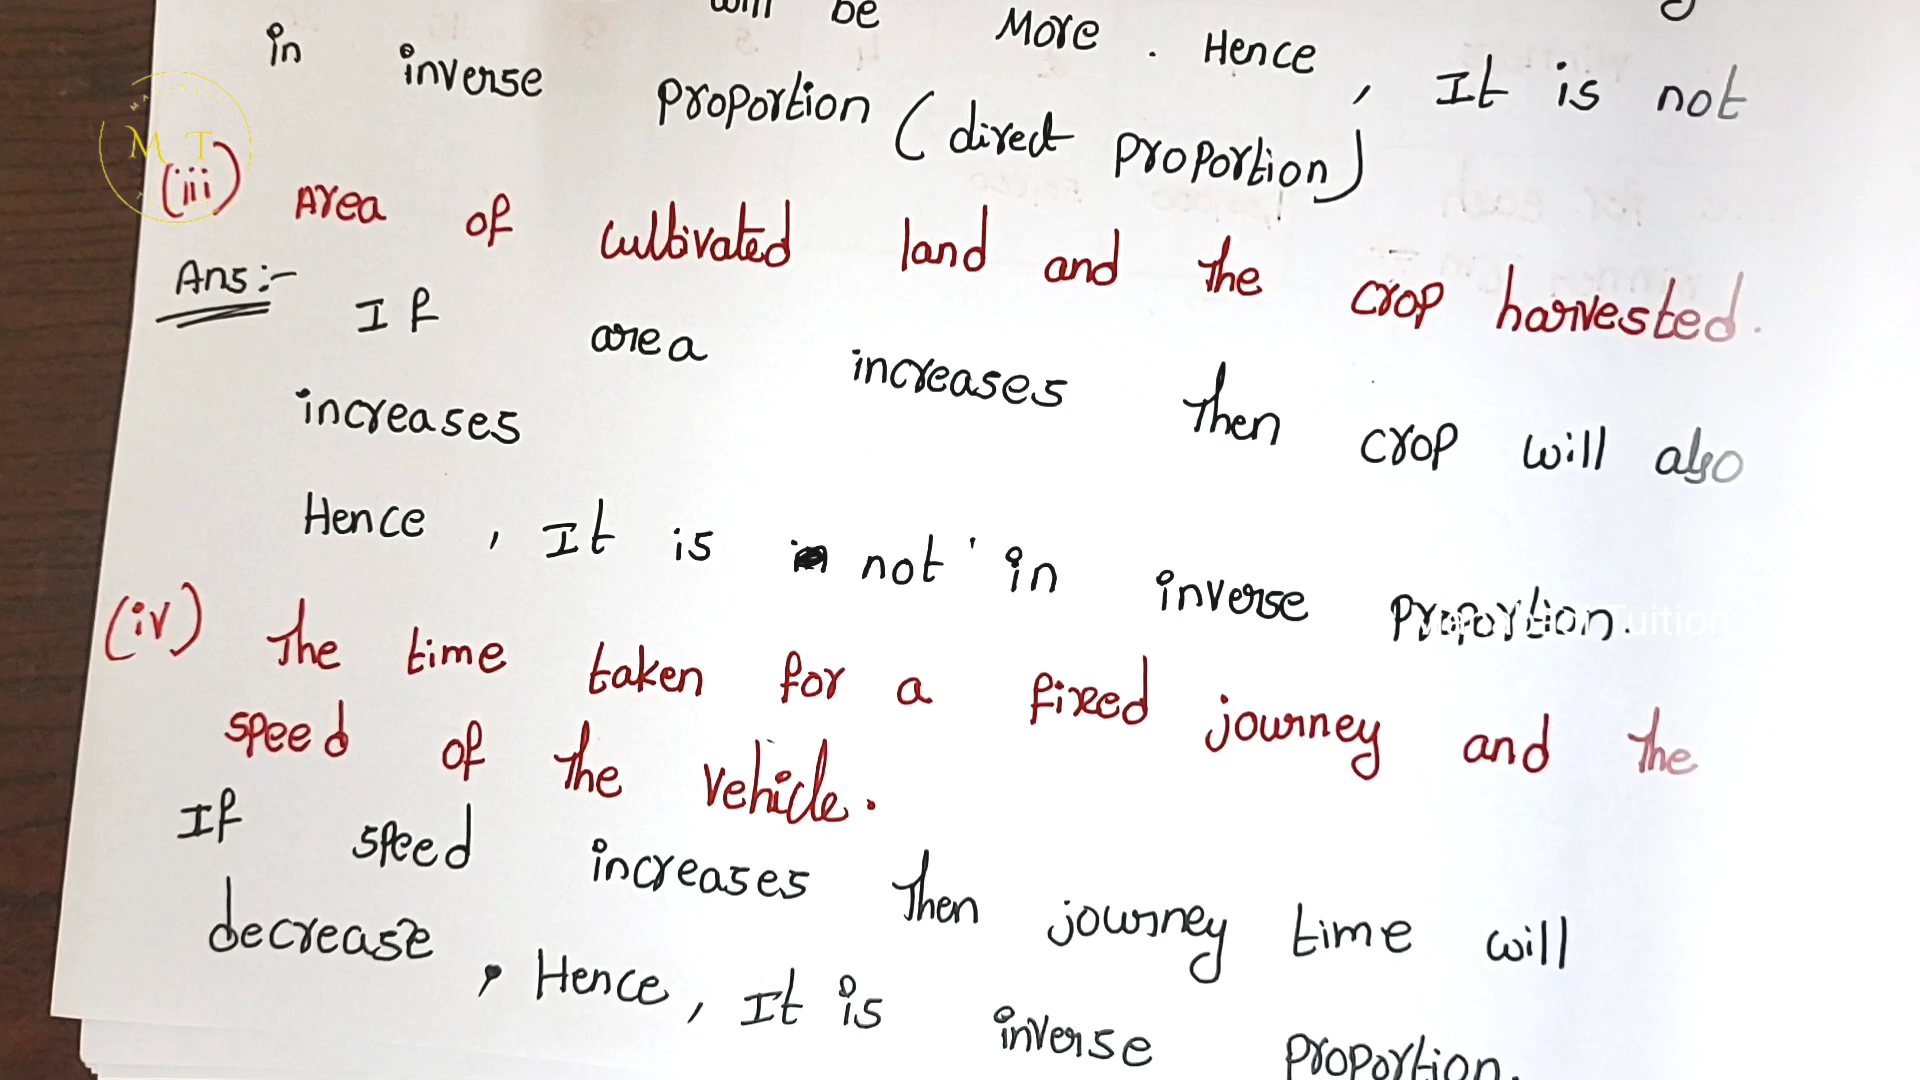 will be More. Hence, It is not
in inverse proportion (direct proportion)
M T
(iii) Area of cultivated land and the crop harvested.
Ans:- If area increases Then crop will also
increases
Hence, It is not in inverse proportion.
Tuition
(iv) The time taken for a fixed journey and the
speed of the vehicle.
If speed increases Then journey time will
decrease, Hence, It is inverse proportion.